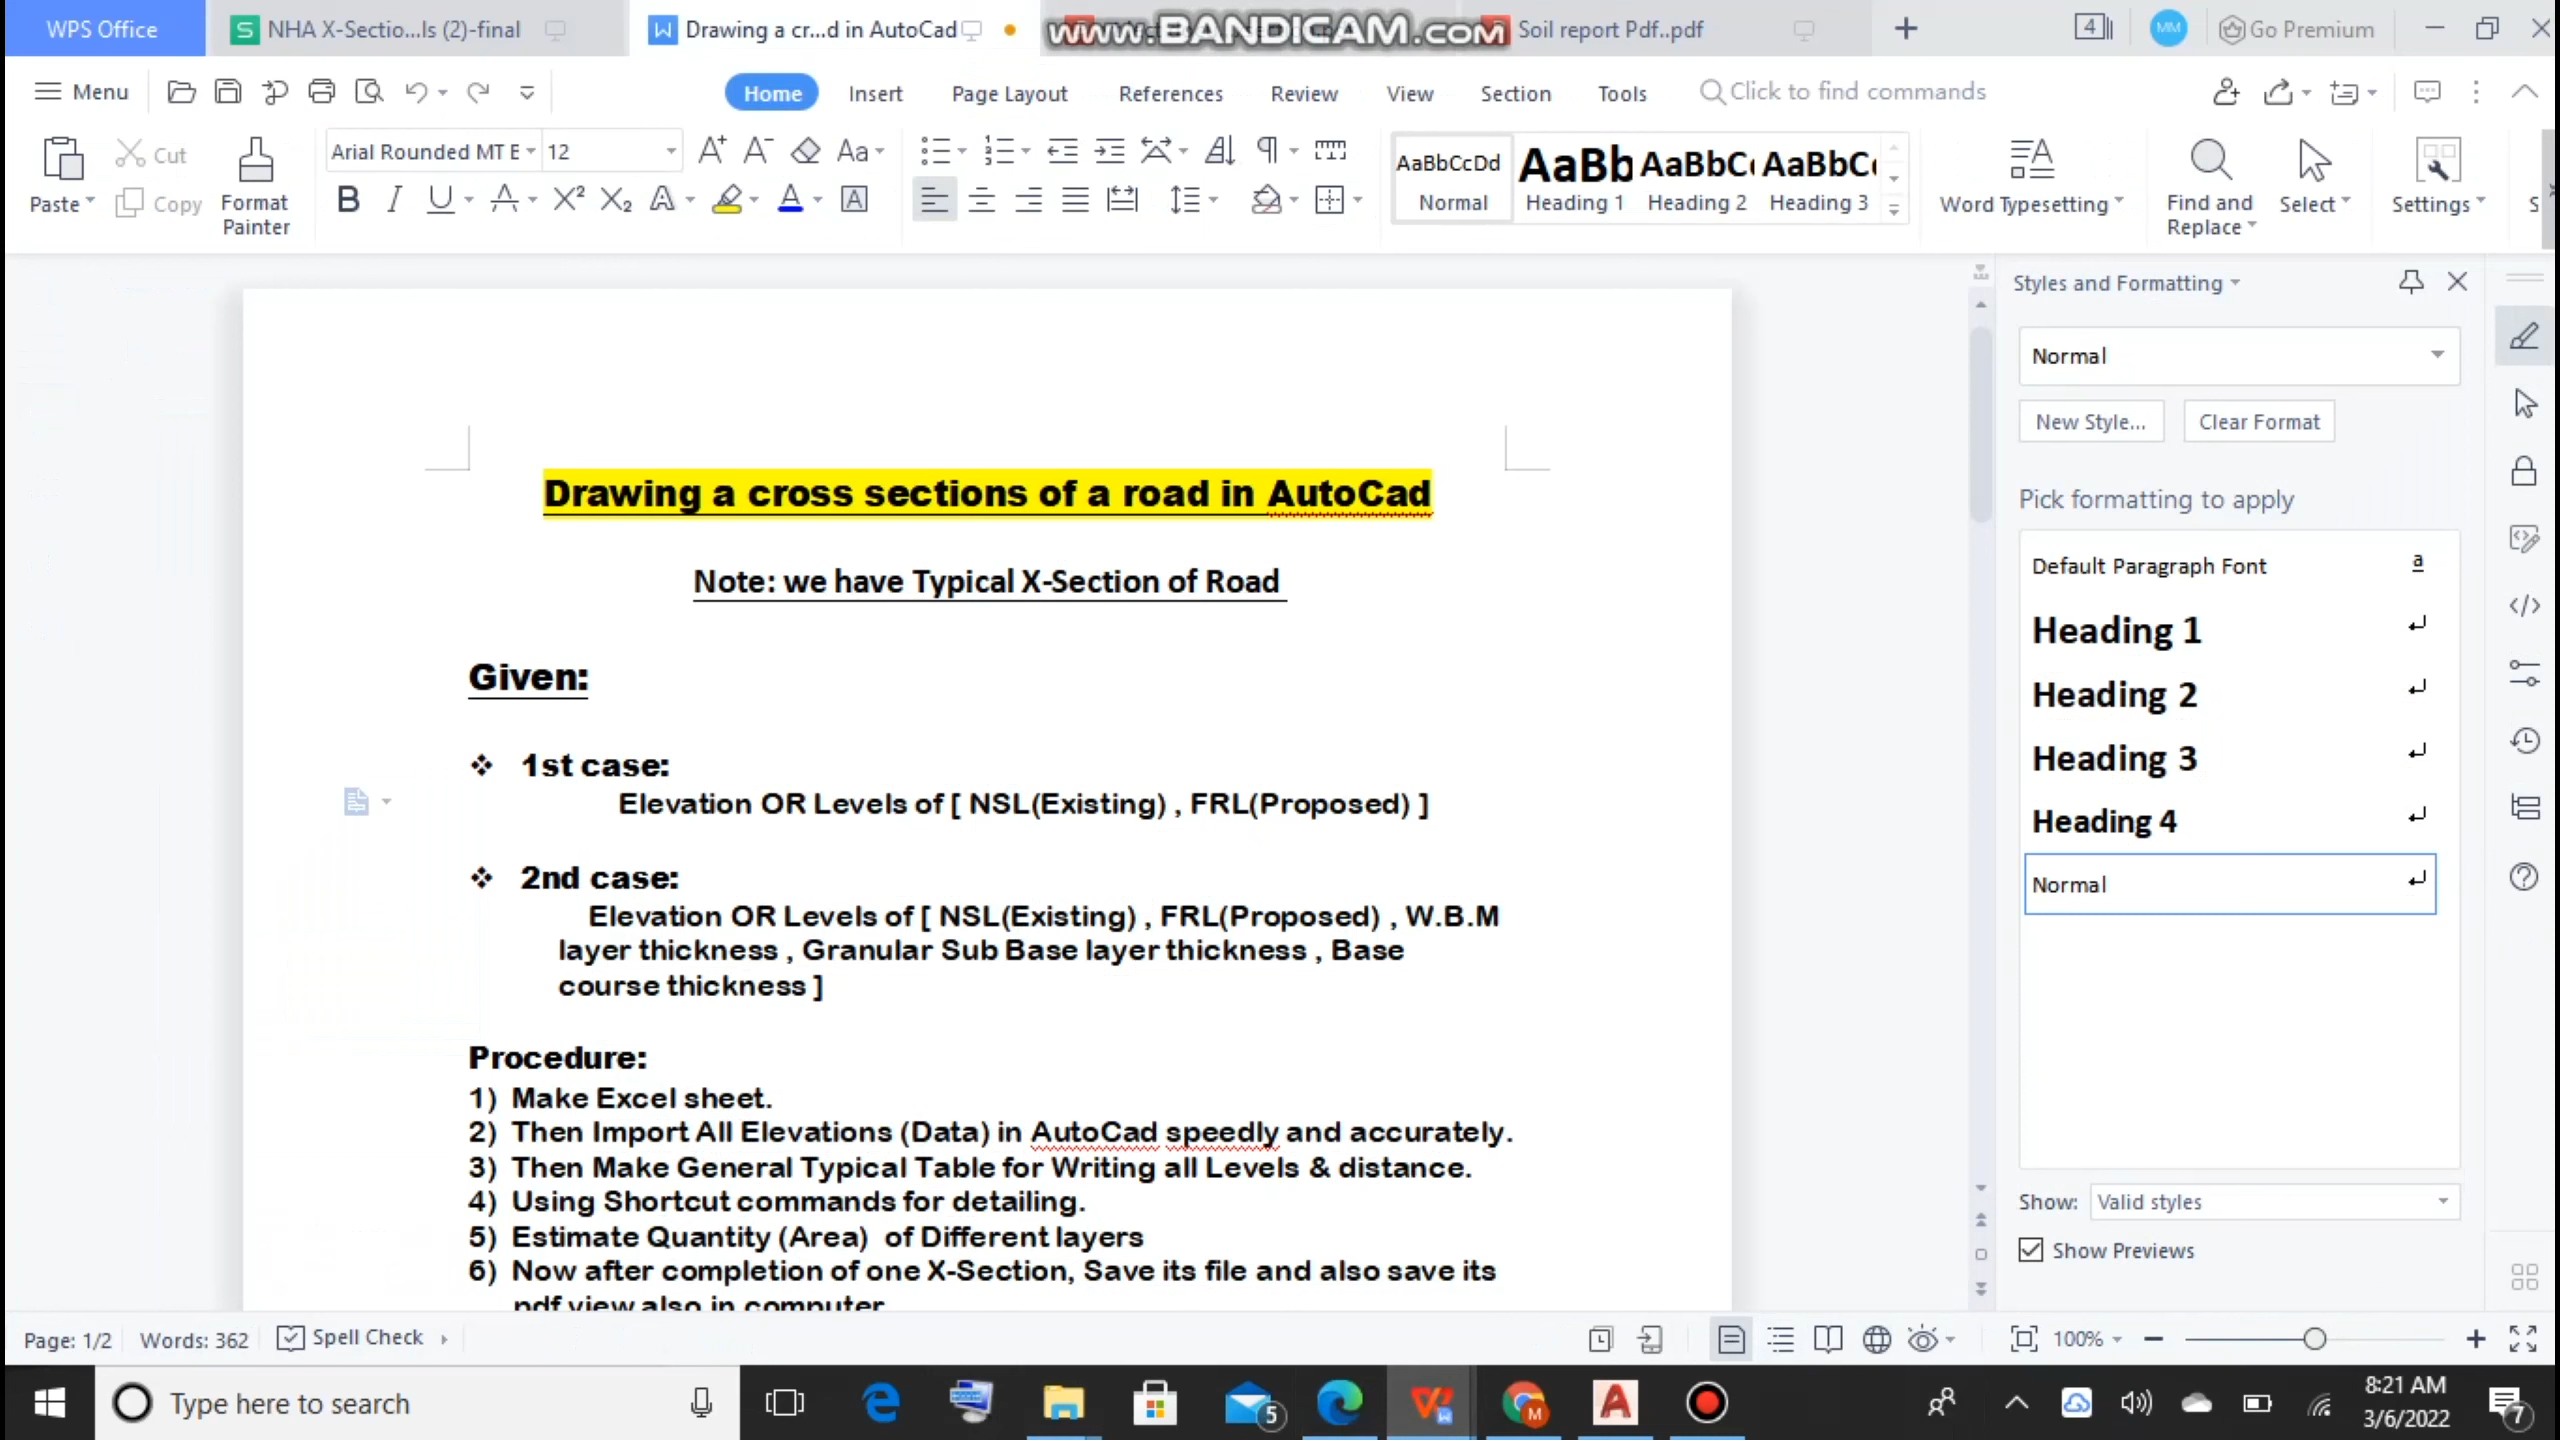 WPS Office
NHA X-Sectio...ls (2)-final
Drawing a cr...d in AutoCad
www.BANDICAM.com
Soil report Pdf..pdf
4
MM
Go Premium
Menu
Home
Insert
Page Layout
References
Review
View
Section
Tools
Click to find commands
Paste
Cut
Copy
Format
Painter
Arial Rounded MT B
12
AaBbCcDd
Normal
AaBb
Heading 1
AaBbC
Heading 2
AaBbC
Heading 3
Word Typesetting
Find and
Replace
Select
Settings
S
Styles and Formatting
Normal
New Style...
Clear Format
Pick formatting to apply
Default Paragraph Font
Heading 1
Heading 2
Heading 3
Heading 4
Normal
Show: Valid styles
Show Previews
Drawing a cross sections of a road in AutoCad
Note: we have Typical X-Section of Road
Given:
❖ 1st case:
Elevation OR Levels of [ NSL(Existing) , FRL(Proposed) ]
❖ 2nd case:
Elevation OR Levels of [ NSL(Existing) , FRL(Proposed) , W.B.M
layer thickness , Granular Sub Base layer thickness , Base
course thickness ]
Procedure:
1) Make Excel sheet.
2) Then Import All Elevations (Data) in AutoCad speedly and accurately.
3) Then Make General Typical Table for Writing all Levels & distance.
4) Using Shortcut commands for detailing.
5) Estimate Quantity (Area) of Different layers
6) Now after completion of one X-Section, Save its file and also save its
pdf view also in computer
Page: 1/2
Words: 362
Spell Check
100%
Type here to search
5
M
8:21 AM
3/6/2022
7